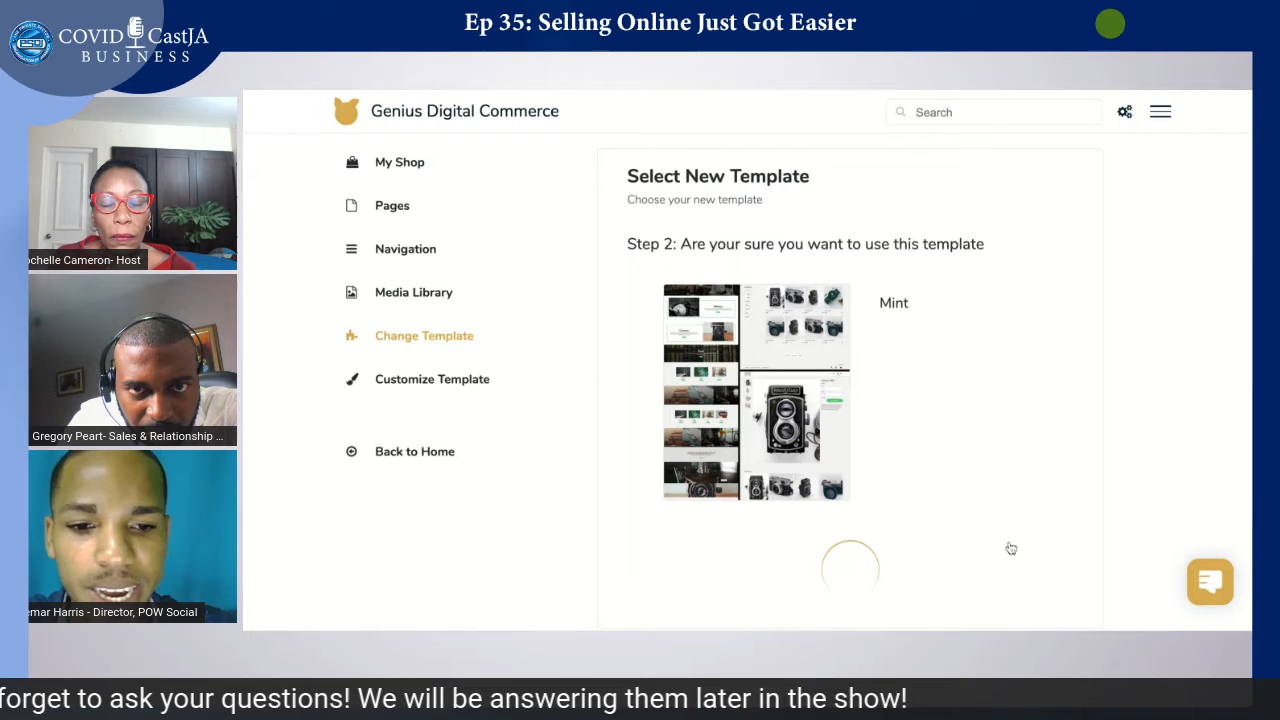 Ep 35: Selling Online Just Got Easier
COVID CastJA
BUSINESS
Genius Digital Commerce
Search
My Shop
Pages
Navigation
Media Library
Change Template
Customize Template
Back to Home
Select New Template
Choose your new template
Step 2: Are your sure you want to use this template
Mint
ochelle Cameron- Host
Gregory Peart- Sales & Relationship ...
emar Harris - Director, POW Social
forget to ask your questions! We will be answering them later in the show!